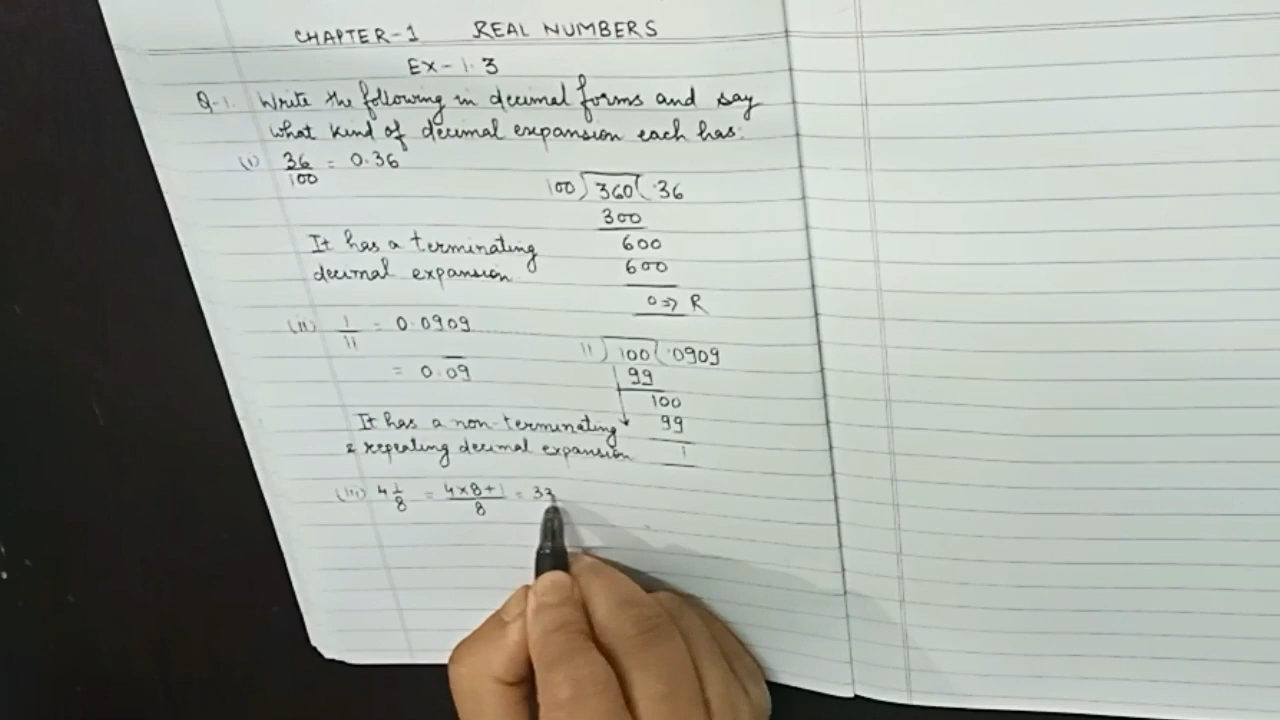 CHAPTER-1 REAL NUMBERS
EX-1.3
Q-1. Write the following in decimal forms and say
what kind of decimal expansion each has:
(i) 36/100 = 0.36
100) 360 ( .36
300
It has a terminating
decimal expansion
600
600
0 => R
(ii) 1/11 = 0.0909
= 0.0̅9̅
11) 100 ( .0909
99
100
99
1
It has a non-terminating
& repeating decimal expansion
(iii) 4 1/8 = 4×8+1/8 = 33